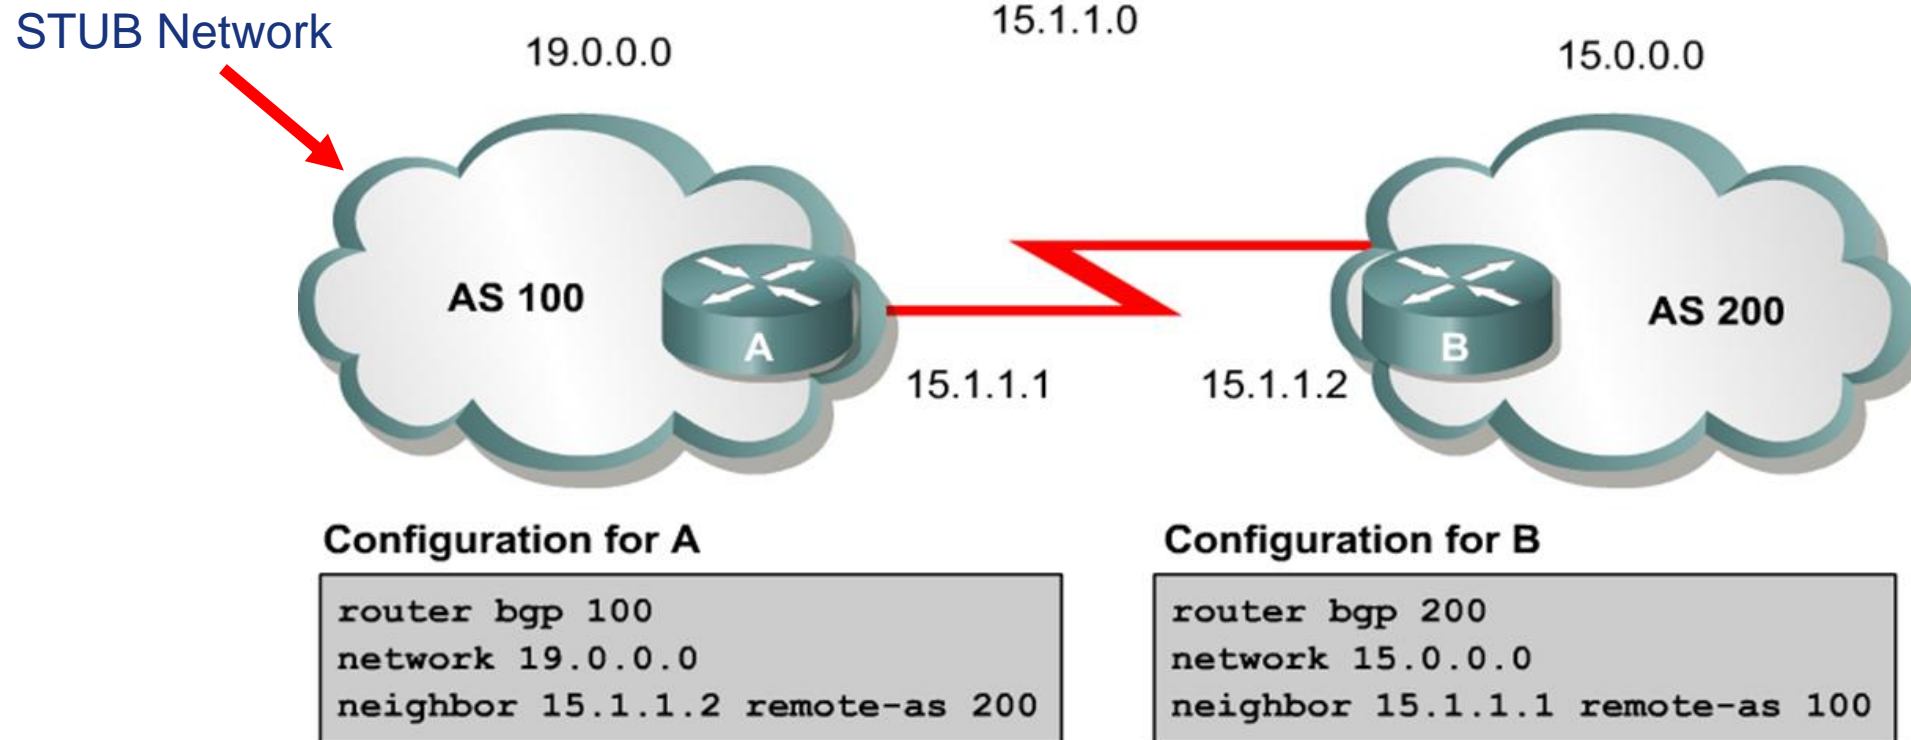 STUB Network
19.0.0.0
15.1.1.0
15.0.0.0
AS 100
A
B
AS 200
15.1.1.1
15.1.1.2
Configuration for A
router bgp 100
network 19.0.0.0
neighbor 15.1.1.2 remote-as 200
Configuration for B
router bgp 200
network 15.0.0.0
neighbor 15.1.1.1 remote-as 100